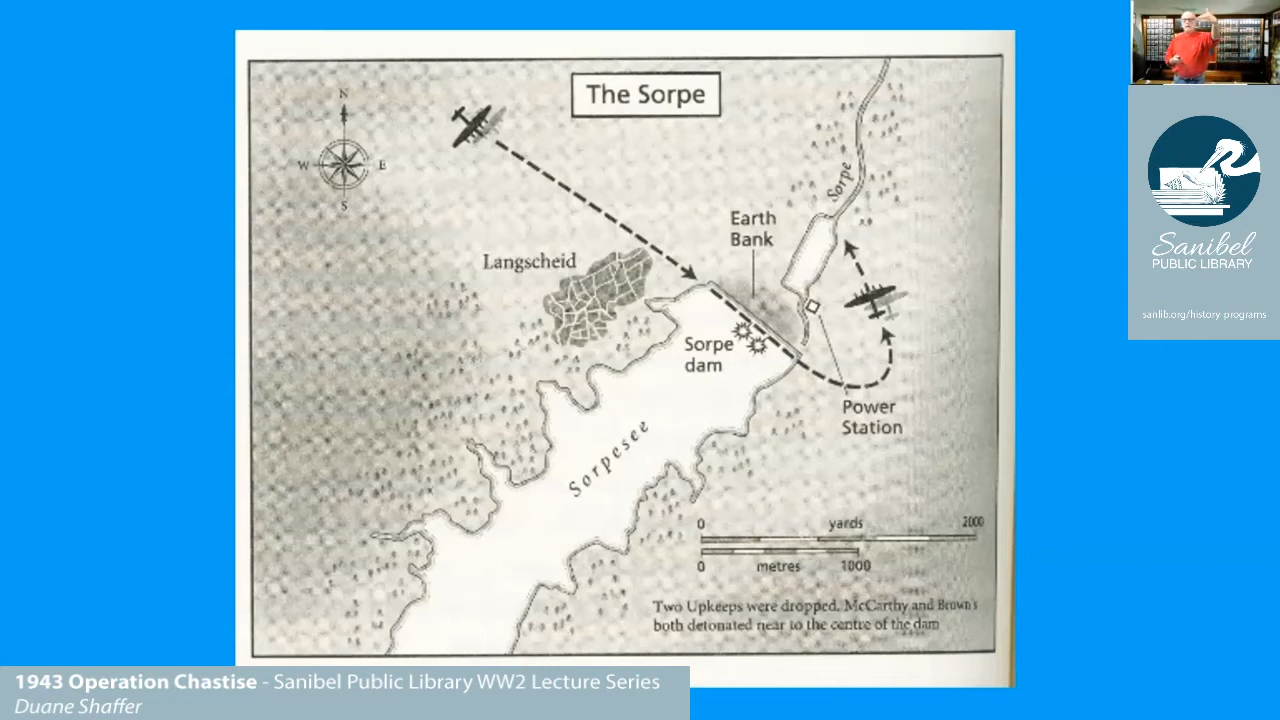 The Sorpe
N
W
E
S
Sorpe
Earth
Bank
Langscheid
Sorpe
dam
Power
Station
Sorpesee
0 yards 2000
0 metres 1000
Two Upkeeps were dropped. McCarthy and Brown's
both detonated near to the centre of the dam
Sanibel
PUBLIC LIBRARY
sanlib.org/history-programs
1943 Operation Chastise - Sanibel Public Library WW2 Lecture Series
Duane Shaffer